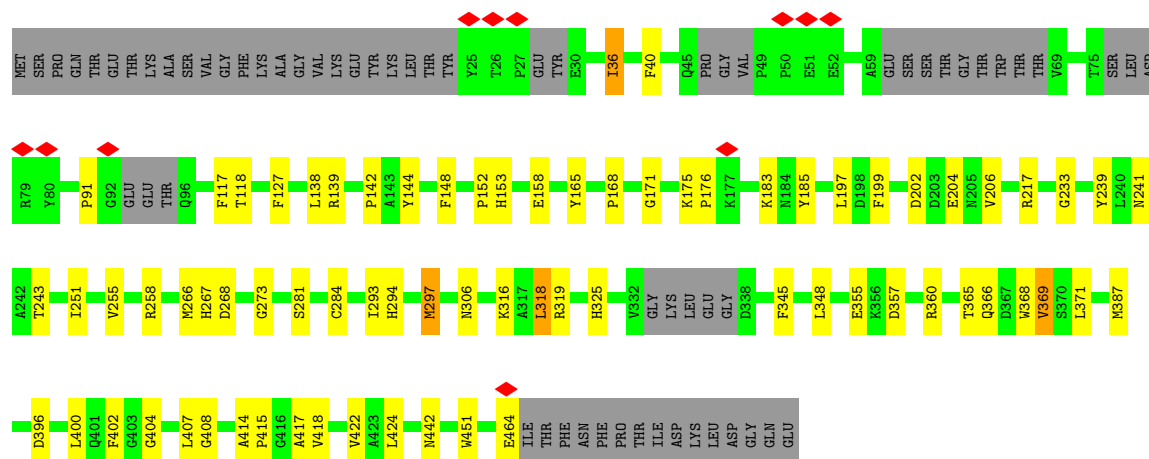 MET SER PRO GLN THR THR GLU THR LYS ALA SER VAL GLY PHE LYS ALA GLY VAL LYS GLU TYR LYS LEU THR TYR Y25 T26 P27 GLU TYR E30 I36 F40 Q45 PRO GLY VAL P49 P50 E51 E52 A59 GLU SER SER THR GLY THR TRP THR THR V69 T75 SER LEU ASP
R79 Y80 P91 G92 GLU GLU THR Q96 F117 T118 F127 L138 R139 P142 A143 Y144 F148 P152 H153 E158 Y165 P168 G171 K175 P176 K177 K183 N184 Y185 L197 D198 F199 D202 D203 E204 N205 V206 R217 G233 Y239 L240 N241
A242 T243 I251 V255 R258 M266 H267 D268 G273 S281 C284 I293 H294 M297 N306 K316 A317 L318 R319 H325 V332 GLY LYS LEU GLU GLY D338 F345 L348 E355 K356 D357 R360 T365 Q366 D367 W368 V369 S370 L371 M387
D396 L400 Q401 F402 G403 G404 L407 G408 A414 P415 G416 A417 V418 V422 A423 L424 N442 W451 E464 ILE THR PHE ASN PHE PRO THR ILE ASP LYS LEU ASP GLY GLN GLU